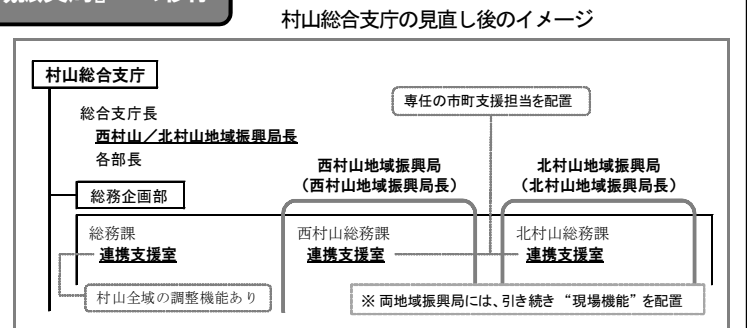 村山総合支庁の見直し後のイメージ
村山総合支庁
総合支庁長
西村山／北村山地域振興局長
各部長
専任の市町支援担当を配置
西村山地域振興局
（西村山地域振興局長）
北村山地域振興局
（北村山地域振興局長）
総務企画部
総務課
連携支援室
西村山総務課
連携支援室
北村山総務課
連携支援室
村山全域の調整機能あり
※ 両地域振興局には、引き続き “現場機能” を配置